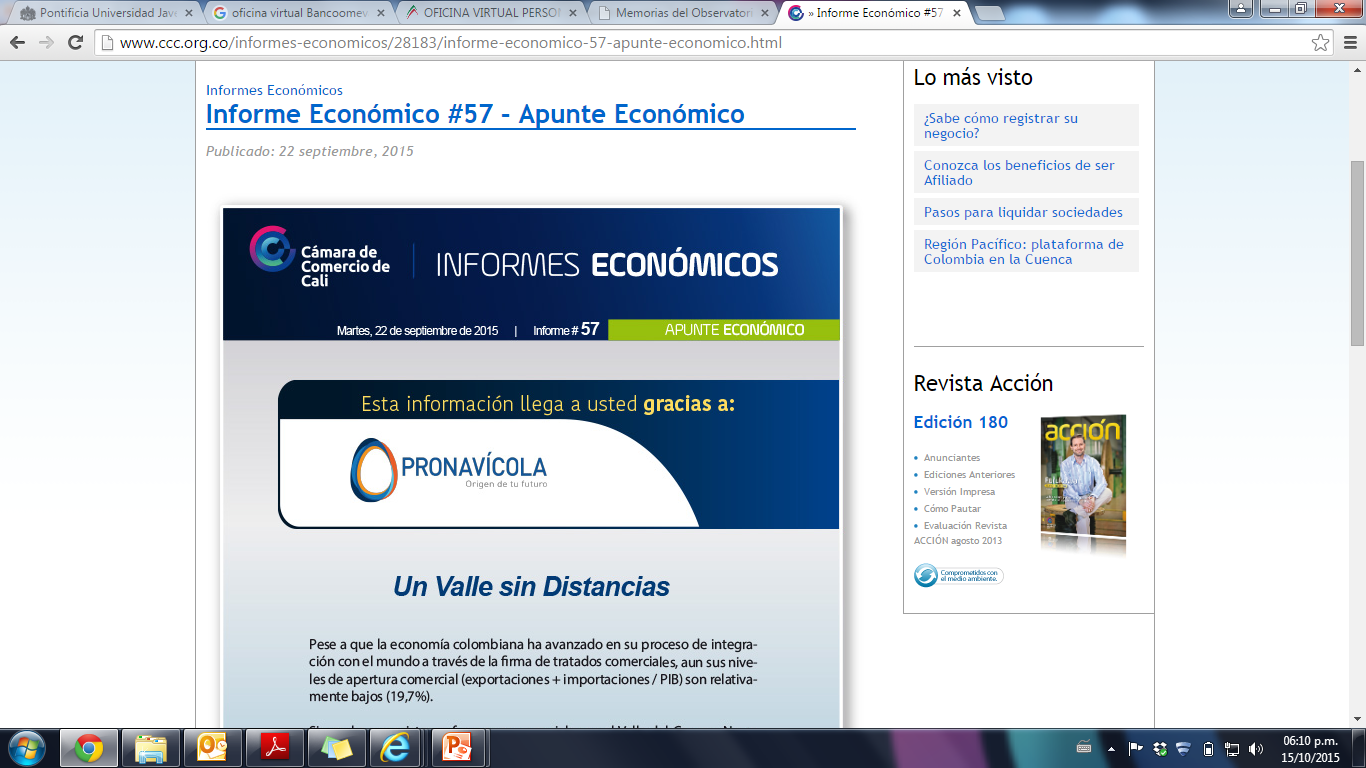 Pontificia Universidad Jave
oficina virtual Bancoomev
OFICINA VIRTUAL PERSON
Memorias del Observatori
» Informe Económico #57
www.ccc.org.co/informes-economicos/28183/informe-economico-57-apunte-economico.html
Informes Económicos
Informe Económico #57 – Apunte Económico
Publicado: 22 septiembre, 2015
Cámara de
Comercio de
Cali
INFORMES ECONÓMICOS
Martes, 22 de septiembre de 2015 | Informe # 57
APUNTE ECONÓMICO
Esta información llega a usted gracias a:
PRONAVÍCOLA
Origen de tu futuro
Un Valle sin Distancias
Pese a que la economía colombiana ha avanzado en su proceso de integra-
ción con el mundo a través de la firma de tratados comerciales, aun sus nive-
les de apertura comercial (exportaciones + importaciones / PIB) son relativa-
mente bajos (19,7%).
Lo más visto
¿Sabe cómo registrar su
negocio?
Conozca los beneficios de ser
Afiliado
Pasos para liquidar sociedades
Región Pacífico: plataforma de
Colombia en la Cuenca
Revista Acción
Edición 180
Anunciantes
Ediciones Anteriores
Versión Impresa
Cómo Pautar
Evaluación Revista
ACCIÓN agosto 2013
acción
Comprometidos con
el medio ambiente.
06:10 p.m.
15/10/2015